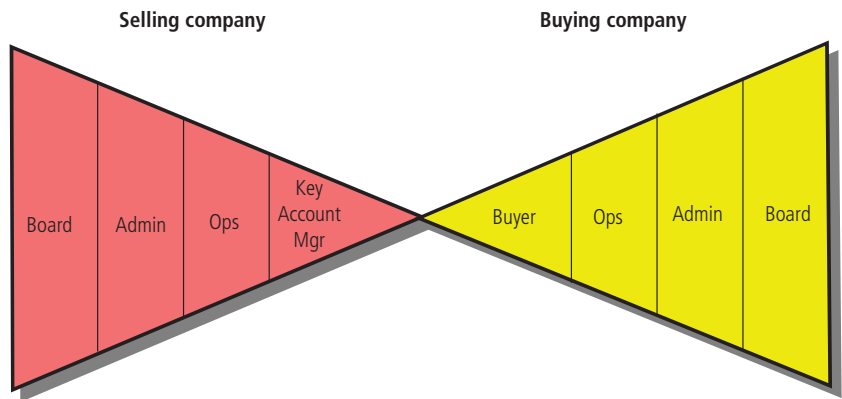 Selling company
Buying company
Board
Admin
Ops
Key
Account
Mgr
Buyer
Ops
Admin
Board